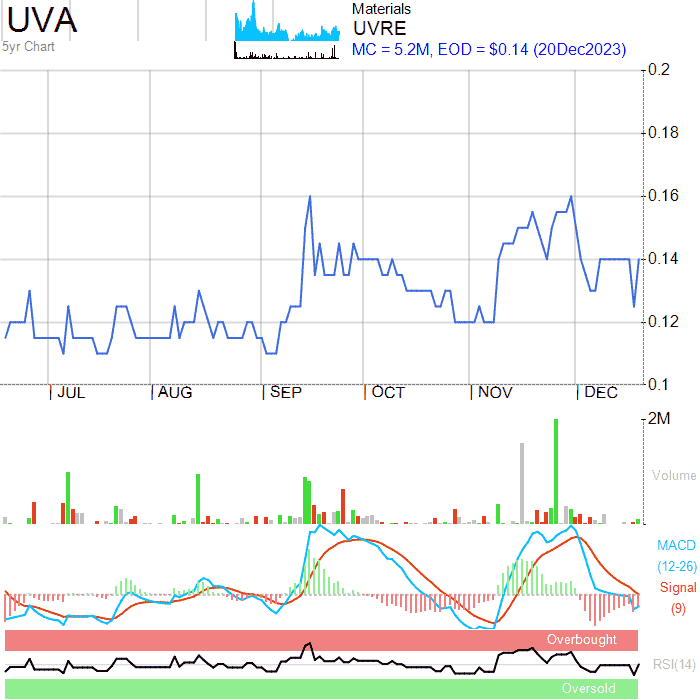 UVA
5yr Chart
Materials
UVRE
MC = 5.2M, EOD = $0.14 (20Dec2023)
0.2
0.18
0.16
0.14
0.12
0.1
JUL AUG SEP OCT NOV DEC
2M
Volume
MACD
(12-26)
Signal
(9)
Overbought
RSI(14)
Oversold